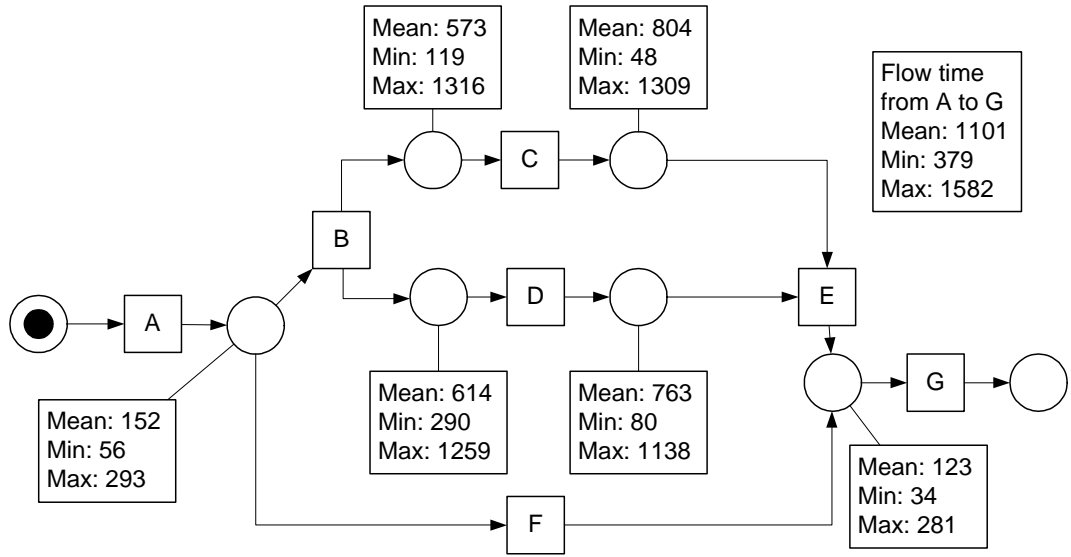 Mean: 573
Min: 119
Max: 1316
Mean: 804
Min: 48
Max: 1309
Flow time
from A to G
Mean: 1101
Min: 379
Max: 1582
C
B
A
D
E
G
F
Mean: 152
Min: 56
Max: 293
Mean: 614
Min: 290
Max: 1259
Mean: 763
Min: 80
Max: 1138
Mean: 123
Min: 34
Max: 281